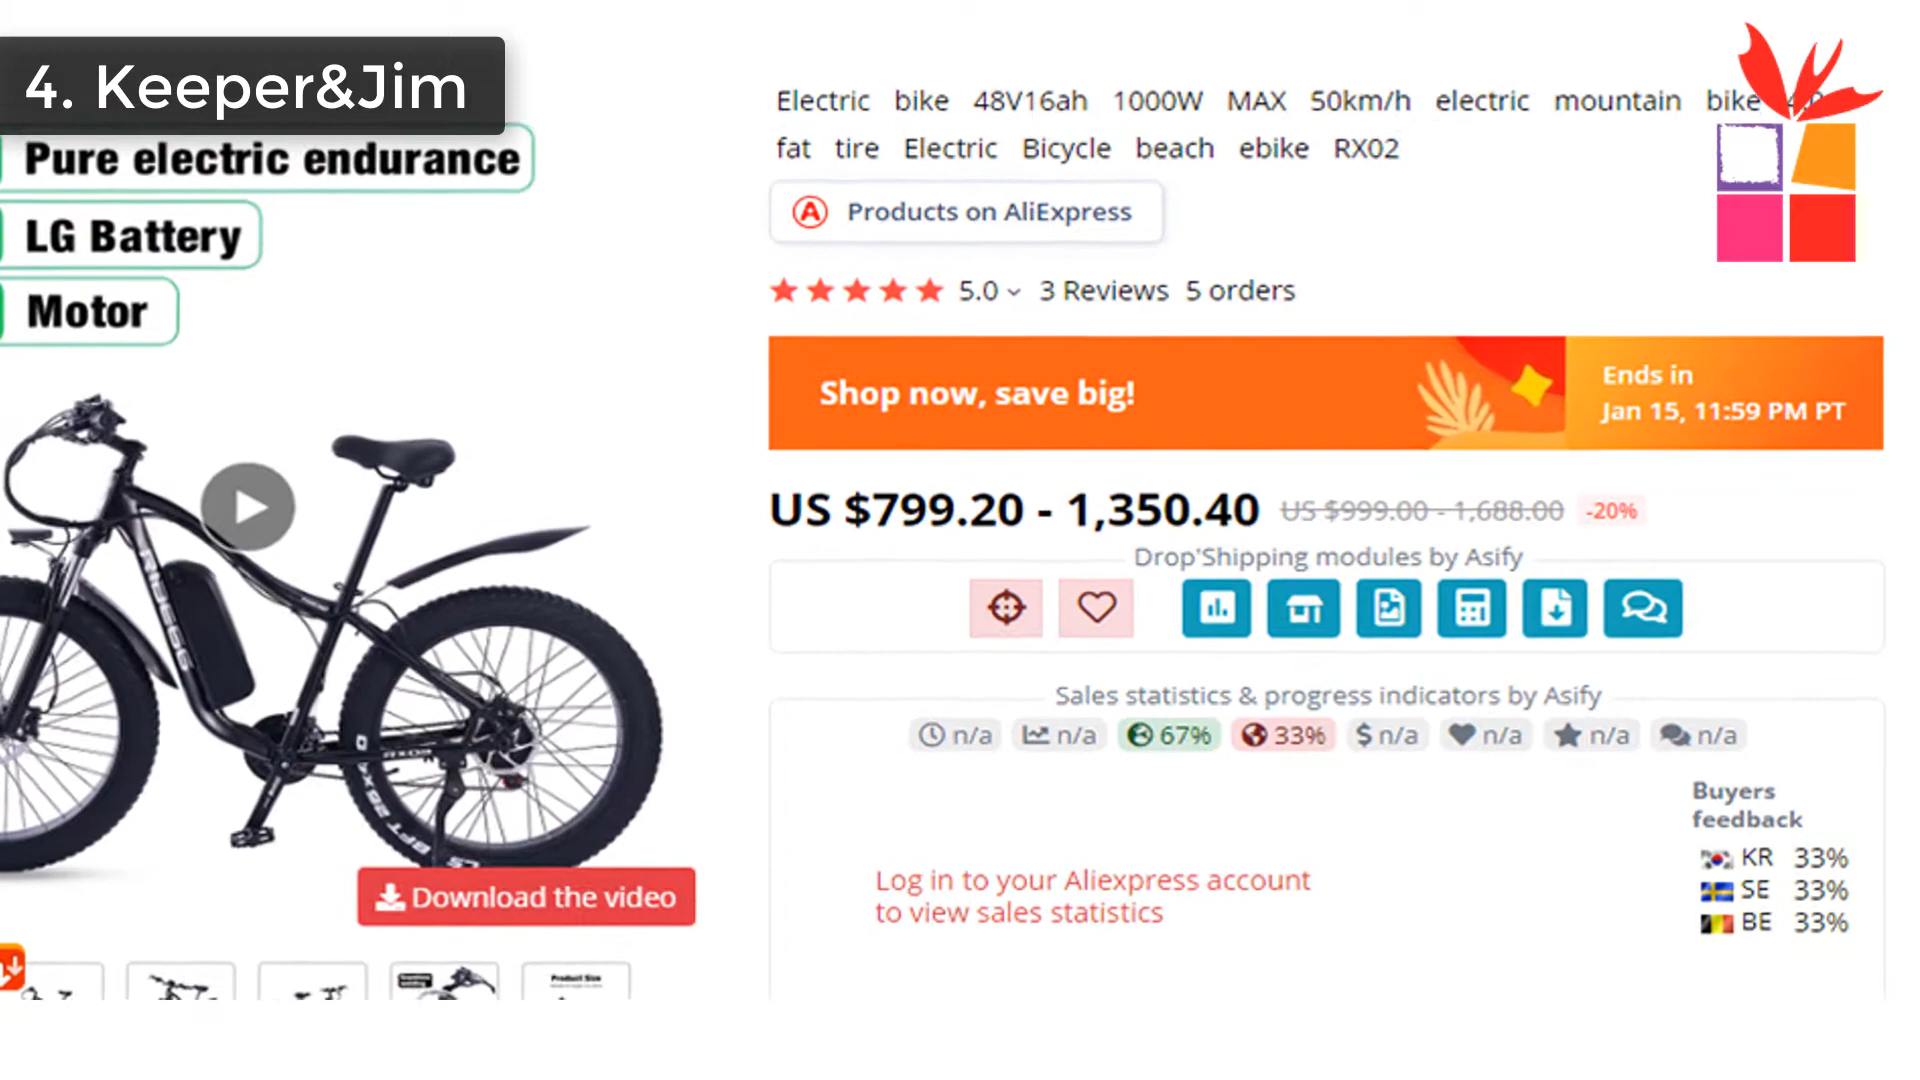 4. Keeper&Jim
Pure electric endurance
LG Battery
Motor
Download the video
Product Size
Electric bike 48V16ah 1000W MAX 50km/h electric mountain bike 4.0
fat tire Electric Bicycle beach ebike RX02
Products on AliExpress
5.0 3 Reviews 5 orders
Shop now, save big!
Ends in
Jan 15, 11:59 PM PT
US $799.20 - 1,350.40 US $999.00 - 1,688.00 -20%
Drop'Shipping modules by Asify
Sales statistics & progress indicators by Asify
n/a n/a 67% 33% $ n/a n/a n/a n/a
Buyers
feedback
KR 33%
SE 33%
BE 33%
Log in to your Aliexpress account
to view sales statistics